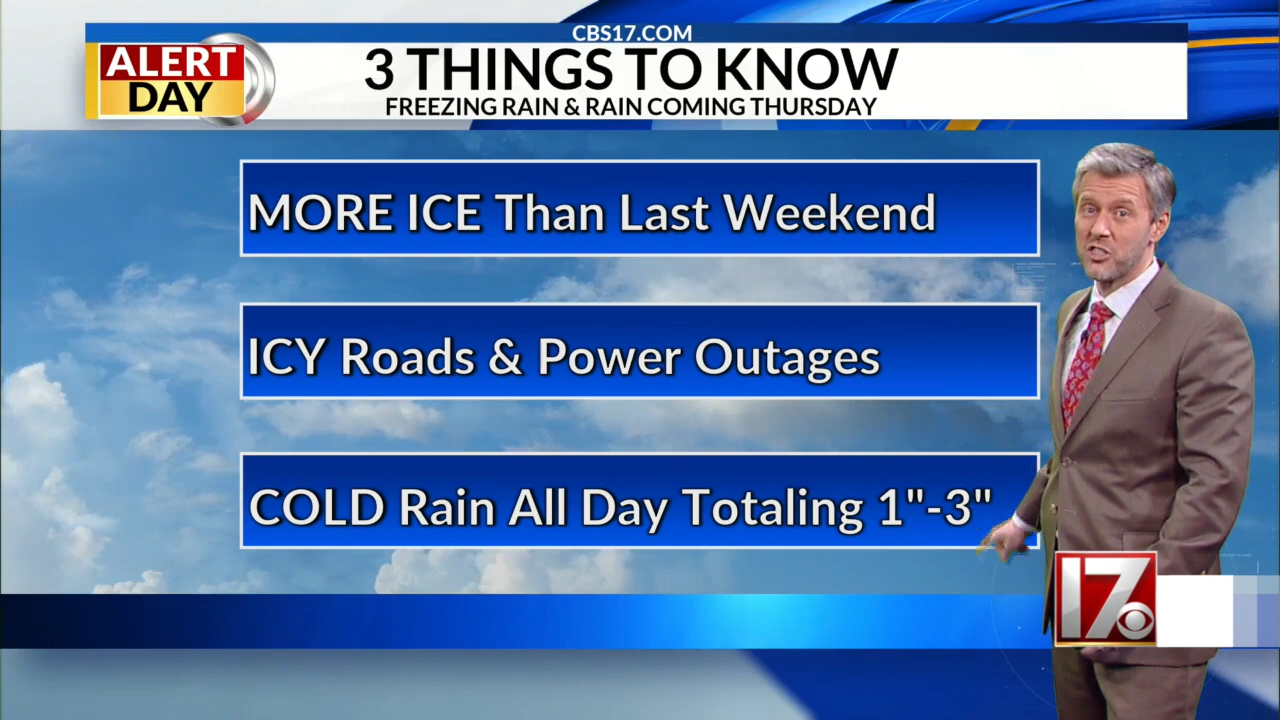 CBS17.COM
ALERT
DAY
3 THINGS TO KNOW
FREEZING RAIN & RAIN COMING THURSDAY
MORE ICE Than Last Weekend
ICY Roads & Power Outages
COLD Rain All Day Totaling 1"-3"
17